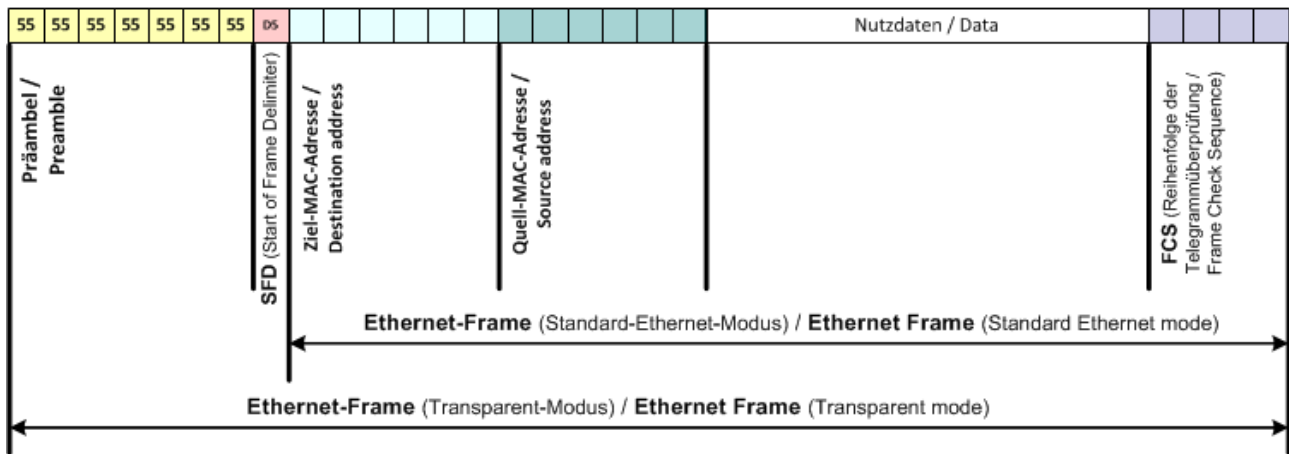 55 55 55 55 55 55 55 DS Nutzdaten / Data
Präambel /
Preamble
SFD (Start of Frame Delimiter)
Ziel-MAC-Adresse /
Destination address
Quell-MAC-Adresse /
Source address
FCS (Reihenfolge der
Telegrammüberprüfung /
Frame Check Sequence)
Ethernet-Frame (Standard-Ethernet-Modus) / Ethernet Frame (Standard Ethernet mode)
Ethernet-Frame (Transparent-Modus) / Ethernet Frame (Transparent mode)